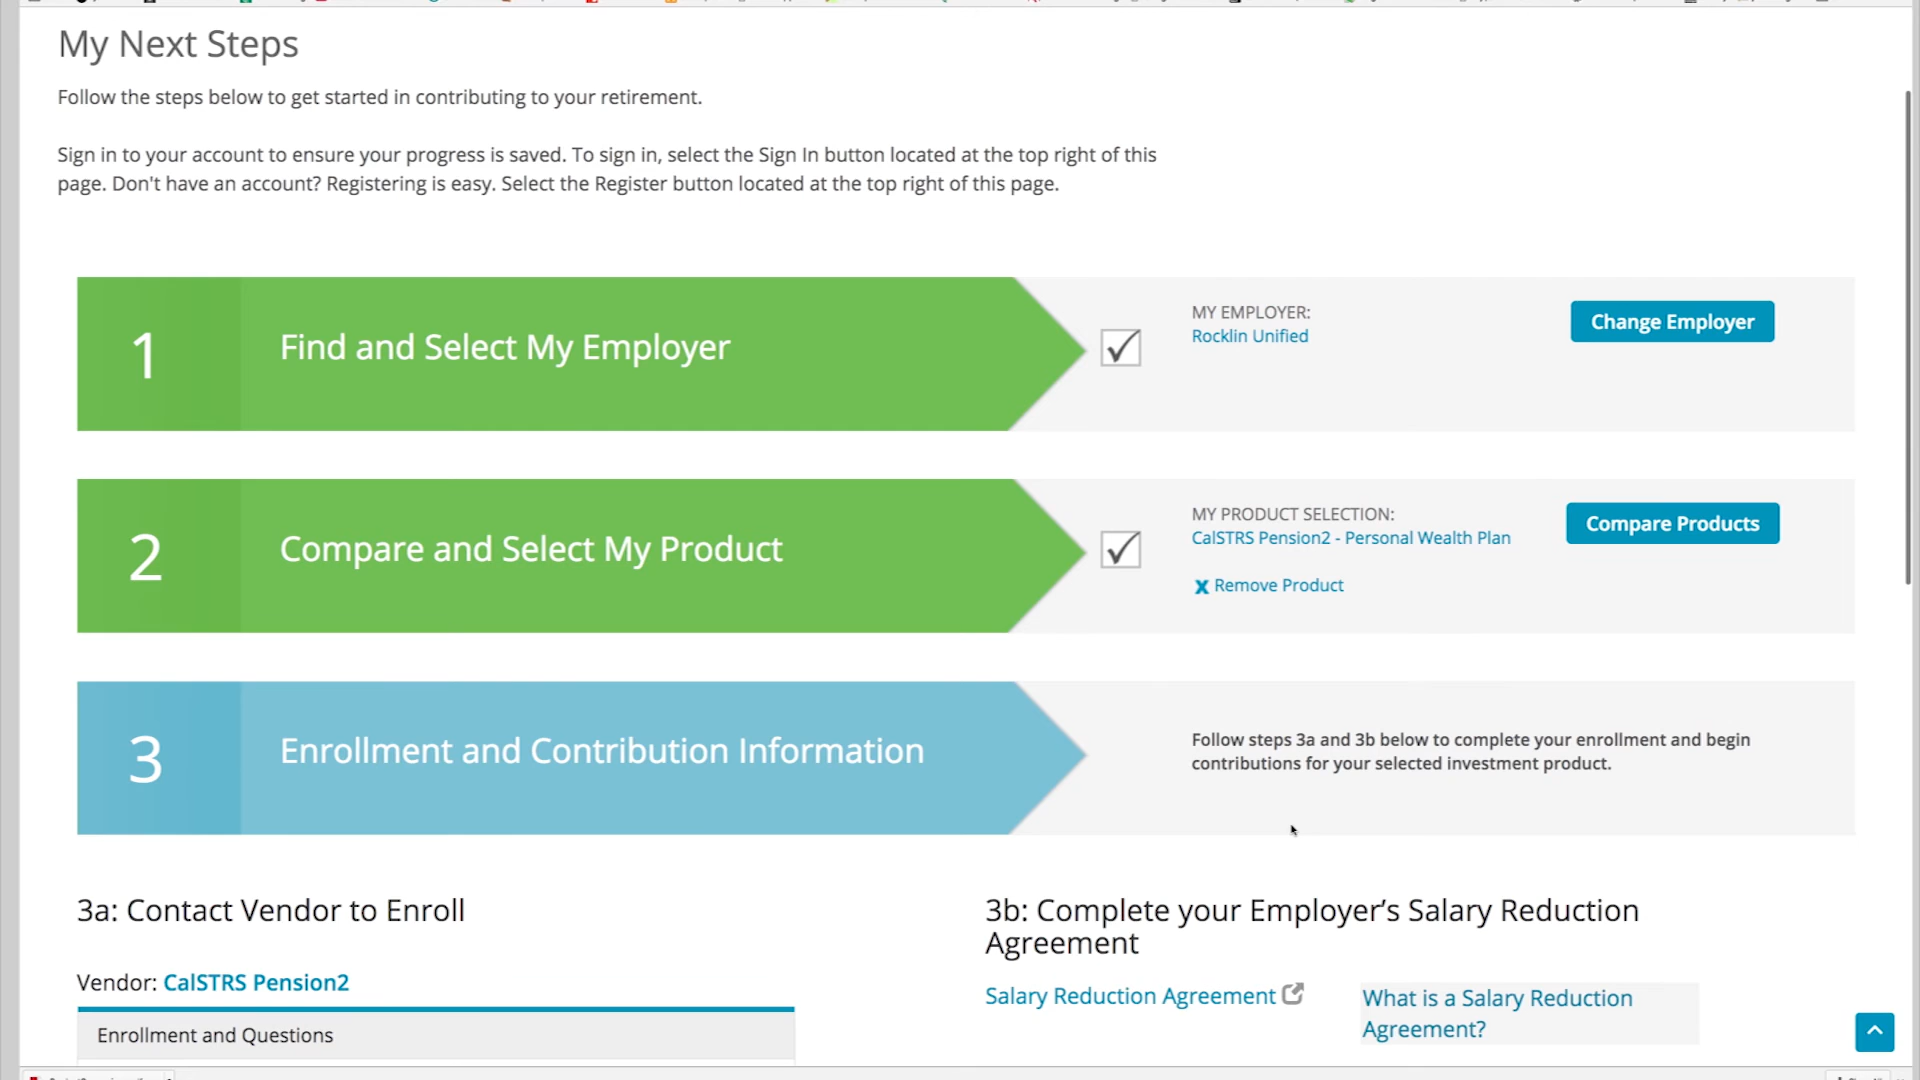 My Next Steps
Follow the steps below to get started in contributing to your retirement.
Sign in to your account to ensure your progress is saved. To sign in, select the Sign In button located at the top right of this
page. Don't have an account? Registering is easy. Select the Register button located at the top right of this page.
1
Find and Select My Employer
MY EMPLOYER:
Rocklin Unified
Change Employer
2
Compare and Select My Product
MY PRODUCT SELECTION:
CalSTRS Pension2 - Personal Wealth Plan
X Remove Product
Compare Products
3
Enrollment and Contribution Information
Follow steps 3a and 3b below to complete your enrollment and begin
contributions for your selected investment product.
3a: Contact Vendor to Enroll
Vendor: CalSTRS Pension2
Enrollment and Questions
3b: Complete your Employer’s Salary Reduction
Agreement
Salary Reduction Agreement
What is a Salary Reduction
Agreement?